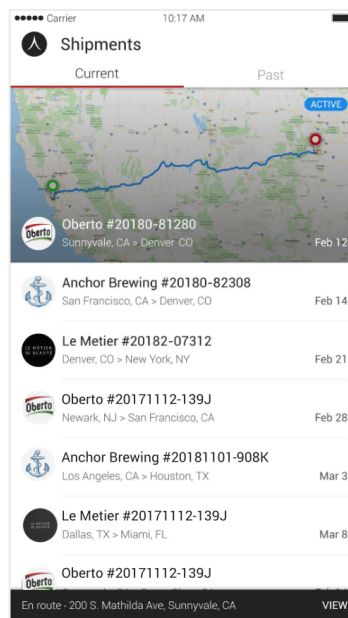 Carrier
10:17 AM
Shipments
Current
Past
ACTIVE
Oberto
Oberto #20180-81280
Sunnyvale, CA > Denver CO
Feb 12
Anchor Brewing #20180-82308
San Francisco, CA > Denver, CO
Feb 14
LE METIER
DE BEAUTÉ
Le Metier #20182-07312
Denver, CO > New York, NY
Feb 21
Oberto
Oberto #20171112-139J
Newark, NJ > San Francisco, CA
Feb 28
Anchor Brewing #20181101-908K
Los Angeles, CA > Houston, TX
Mar 3
Le Metier #20171112-139J
Dallas, TX > Miami, FL
Mar 8
Oberto
Oberto #20171112-139J
En route - 200 S. Mathilda Ave, Sunnyvale, CA
VIEW